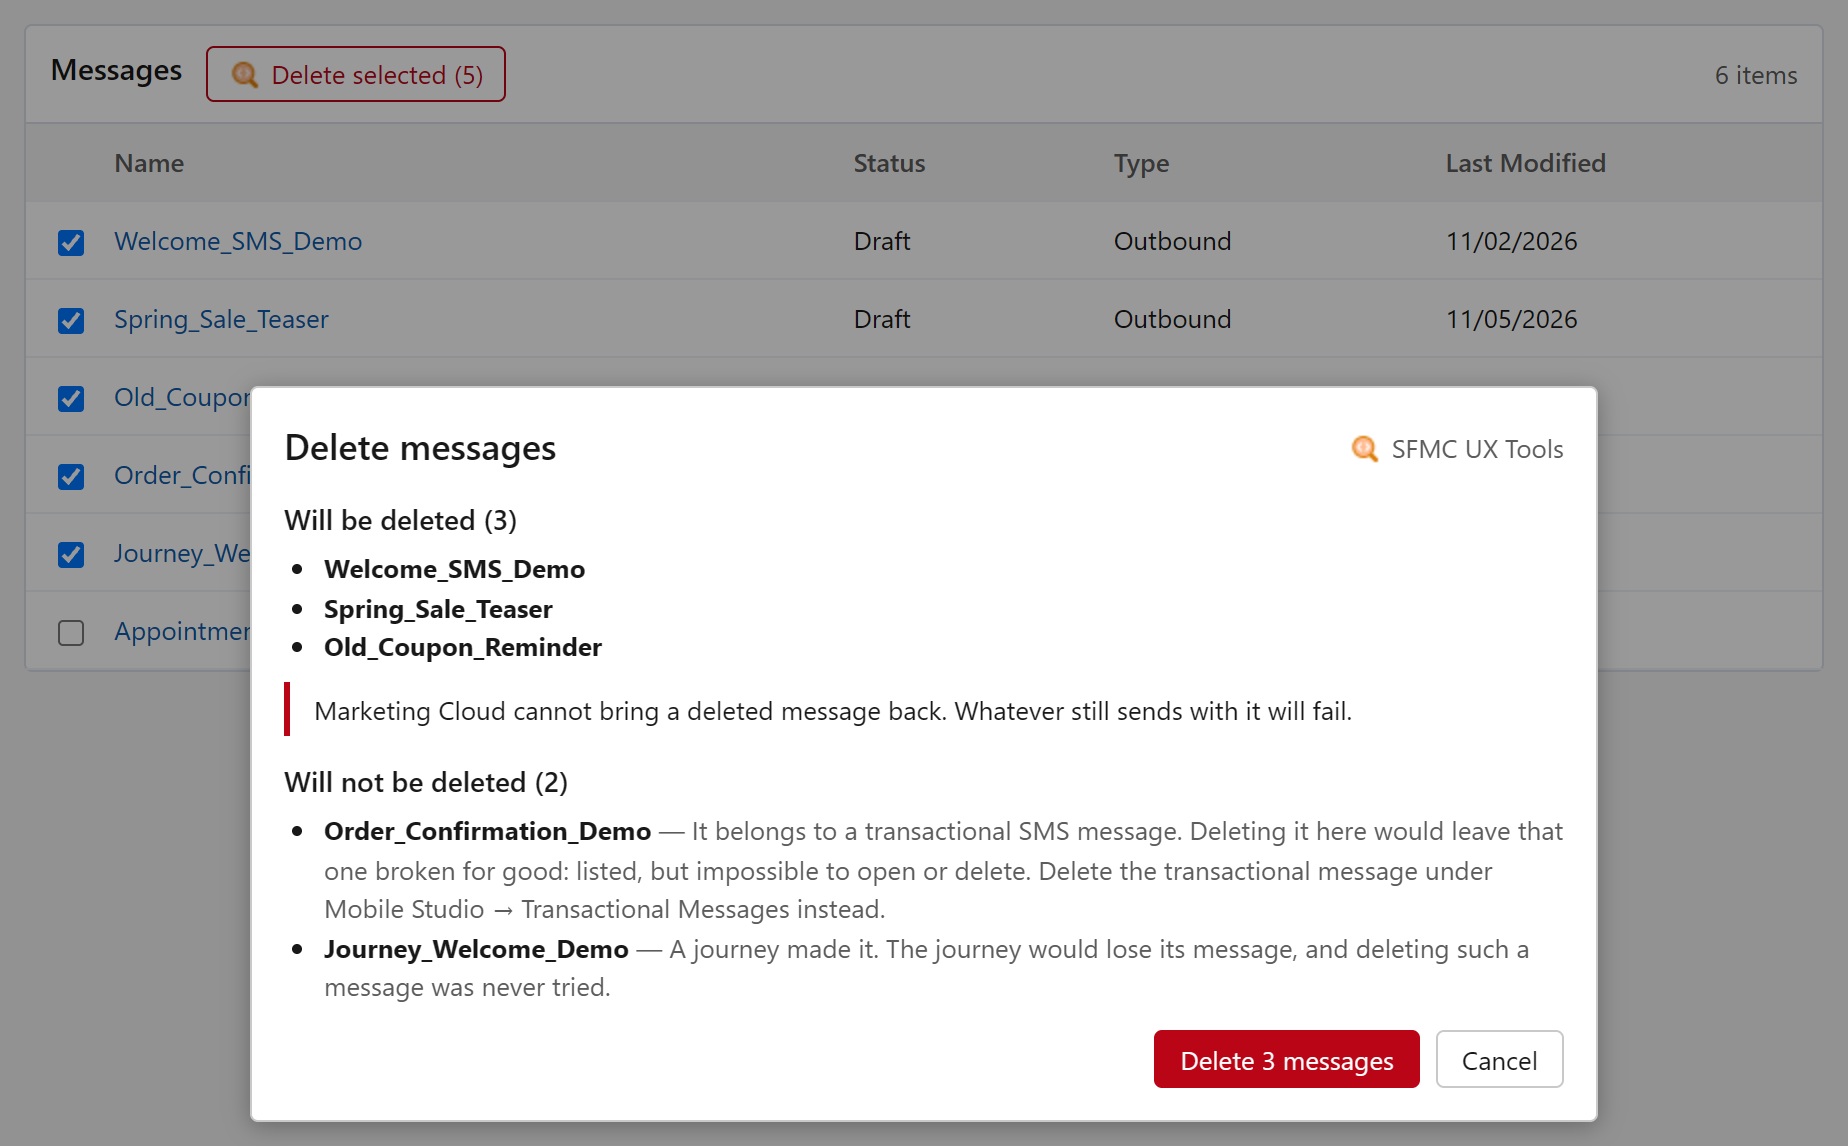 Messages
Delete selected (5)
6 items
Name Status Type Last Modified
Welcome_SMS_Demo Draft Outbound 11/02/2026
Spring_Sale_Teaser Draft Outbound 11/05/2026
Old_Coupon
Order_Confi
Journey_We
Appointmen
Delete messages
SFMC UX Tools
Will be deleted (3)
• Welcome_SMS_Demo
• Spring_Sale_Teaser
• Old_Coupon_Reminder
Marketing Cloud cannot bring a deleted message back. Whatever still sends with it will fail.
Will not be deleted (2)
• Order_Confirmation_Demo — It belongs to a transactional SMS message. Deleting it here would leave that
one broken for good: listed, but impossible to open or delete. Delete the transactional message under
Mobile Studio → Transactional Messages instead.
• Journey_Welcome_Demo — A journey made it. The journey would lose its message, and deleting such a
message was never tried.
Delete 3 messages
Cancel